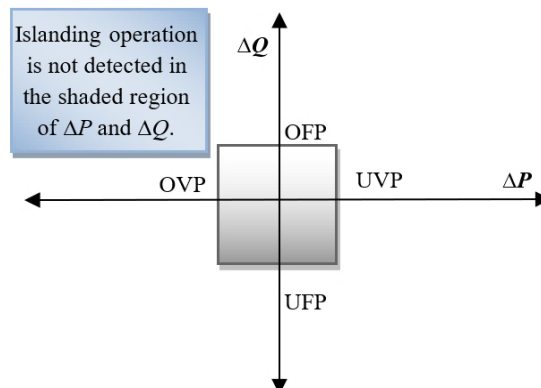 Islanding operation
is not detected in
the shaded region
of ΔP and ΔQ.
ΔQ
OFP
OVP
UVP
ΔP
UFP